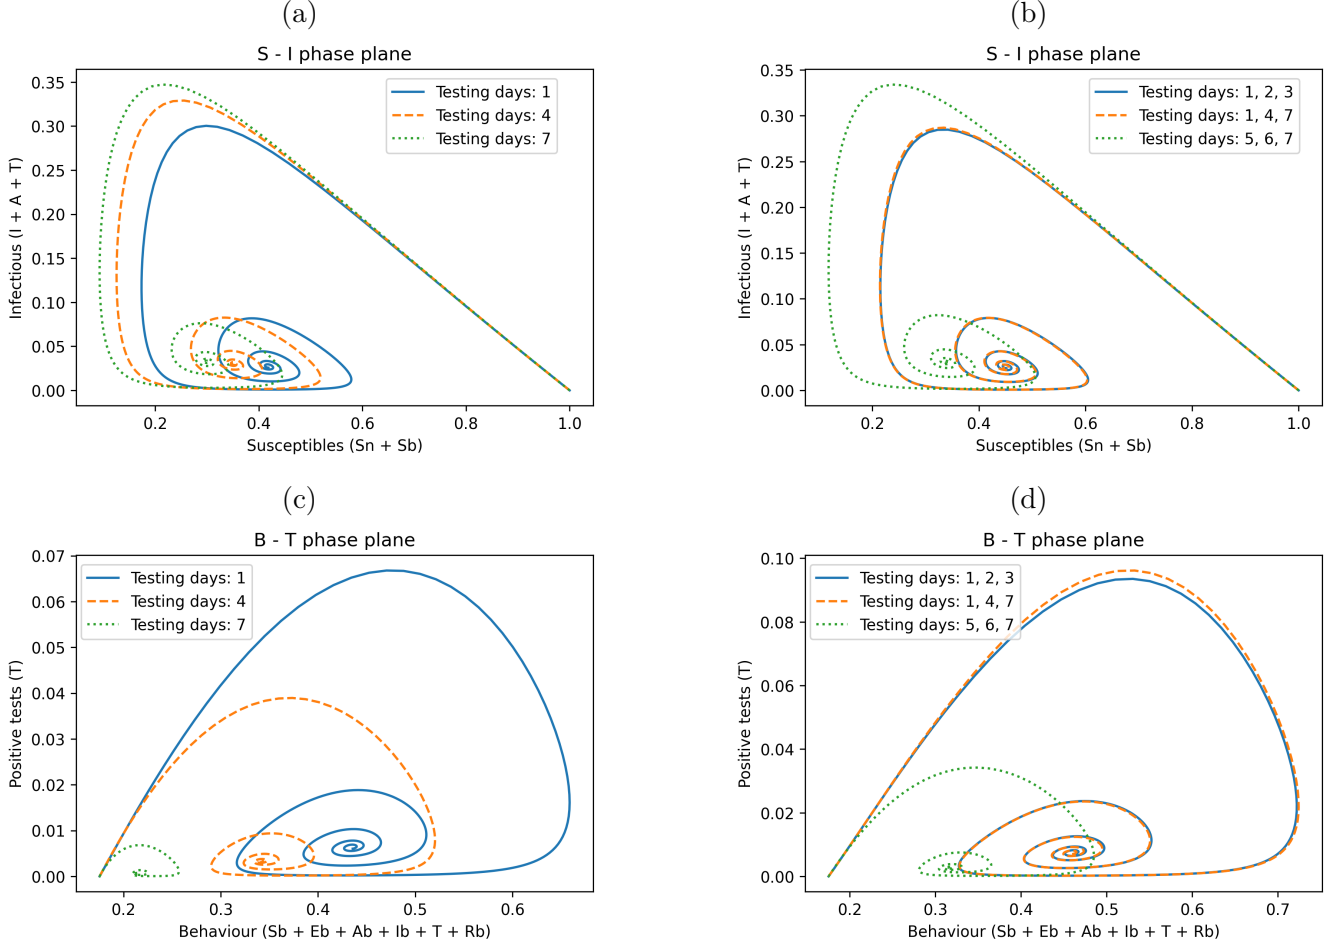 (a)
S - I phase plane
Infectious (I + A + T)
0.35
0.30
0.25
0.20
0.15
0.10
0.05
0.00
Testing days: 1
Testing days: 4
Testing days: 7
0.2 0.4 0.6 0.8 1.0
Susceptibles (Sn + Sb)
(b)
S - I phase plane
Infectious (I + A + T)
0.35
0.30
0.25
0.20
0.15
0.10
0.05
0.00
Testing days: 1, 2, 3
Testing days: 1, 4, 7
Testing days: 5, 6, 7
0.2 0.4 0.6 0.8 1.0
Susceptibles (Sn + Sb)
(c)
B - T phase plane
Positive tests (T)
0.07
0.06
0.05
0.04
0.03
0.02
0.01
0.00
Testing days: 1
Testing days: 4
Testing days: 7
0.2 0.3 0.4 0.5 0.6
Behaviour (Sb + Eb + Ab + Ib + T + Rb)
(d)
B - T phase plane
Positive tests (T)
0.10
0.08
0.06
0.04
0.02
0.00
Testing days: 1, 2, 3
Testing days: 1, 4, 7
Testing days: 5, 6, 7
0.2 0.3 0.4 0.5 0.6 0.7
Behaviour (Sb + Eb + Ab + Ib + T + Rb)